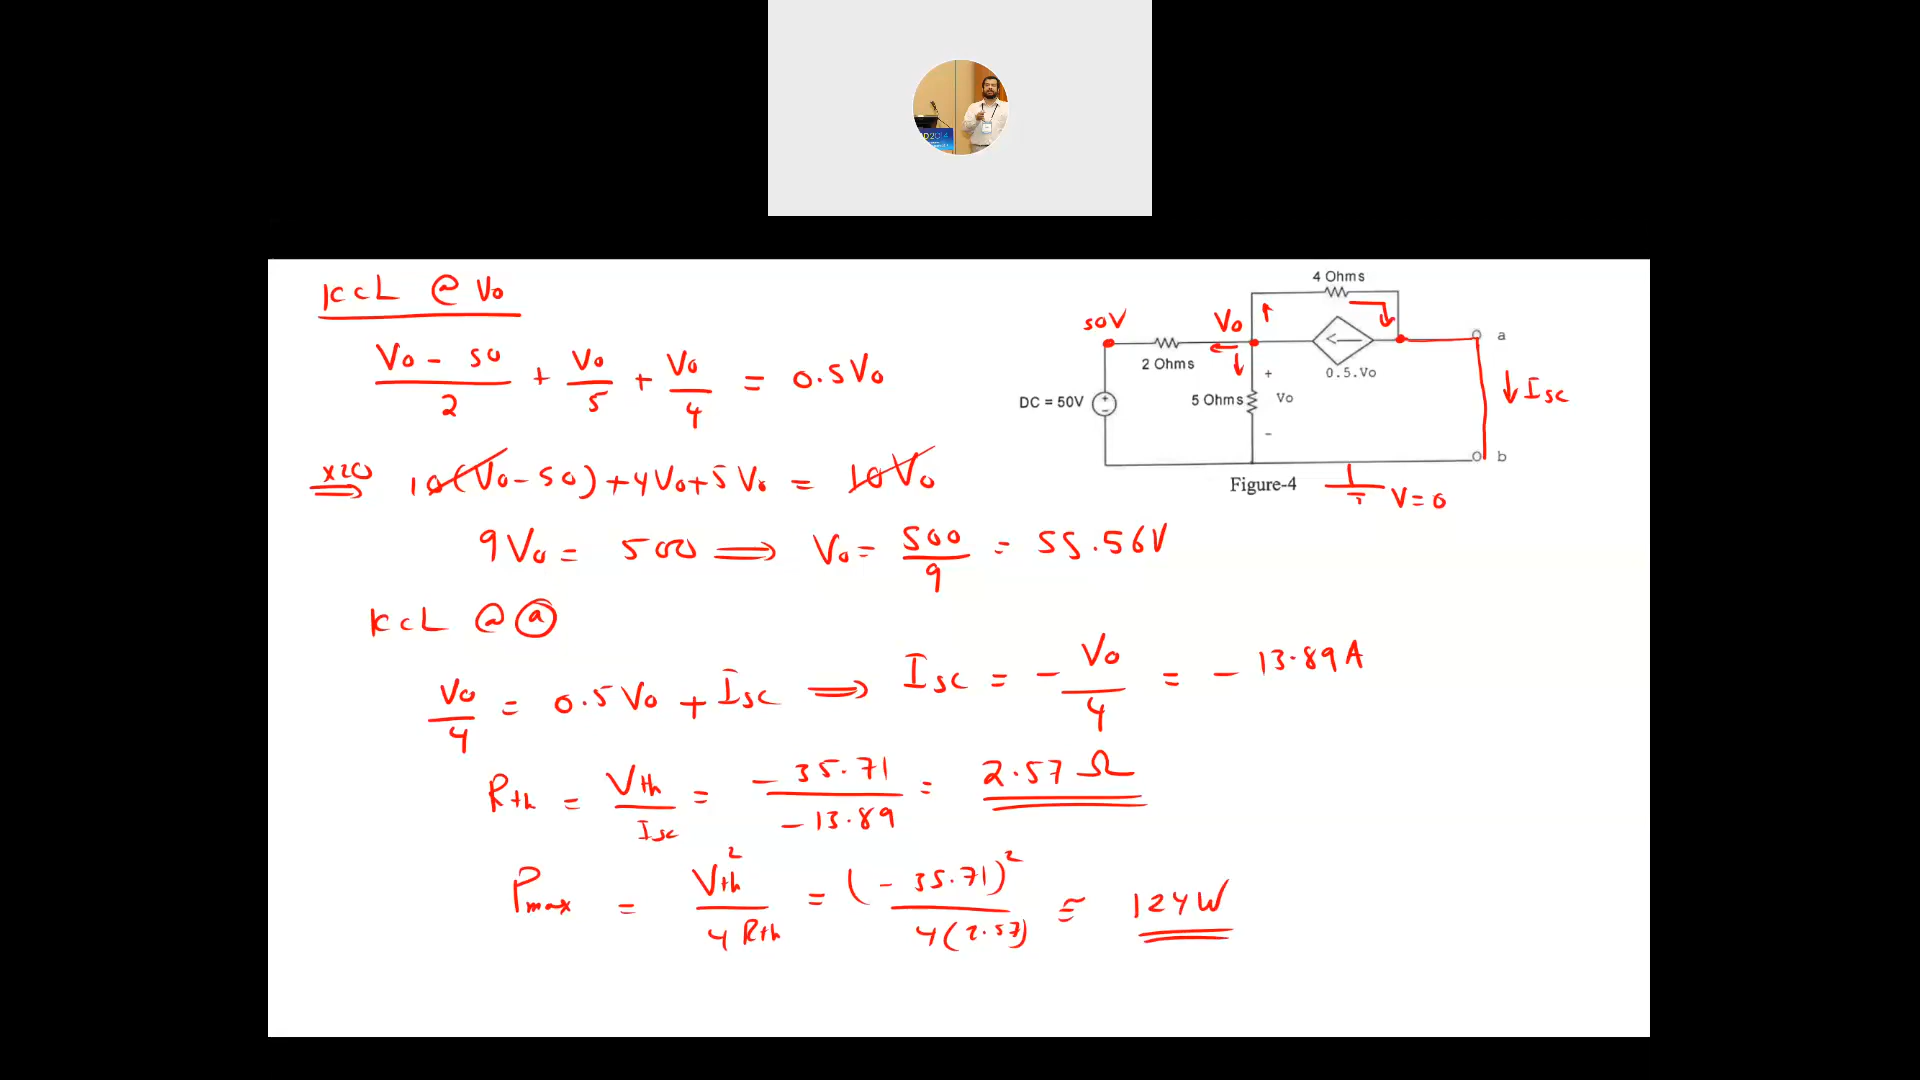 KCL @ Vo
(Vo - 50)/2 + Vo/5 + Vo/4 = 0.5Vo
×20 ⟹ 10(Vo - 50) + 4Vo + 5Vo = 10Vo
9Vo = 500 ⟹ Vo = 500/9 = 55.56V
KCL @ a
Vo/4 = 0.5Vo + Isc ⟹ Isc = - Vo/4 = - 13.89A
Rth = Vth/Isc = - 35.71/- 13.89 = 2.57 Ω
Pmax = Vth²/4Rth = (- 35.71)²/4(2.57) = 124W
4 Ohms
50V
Vo
a
2 Ohms
0.5.Vo
+
Isc
DC = 50V
5 Ohms
Vo
-
b
Figure-4
V = 0